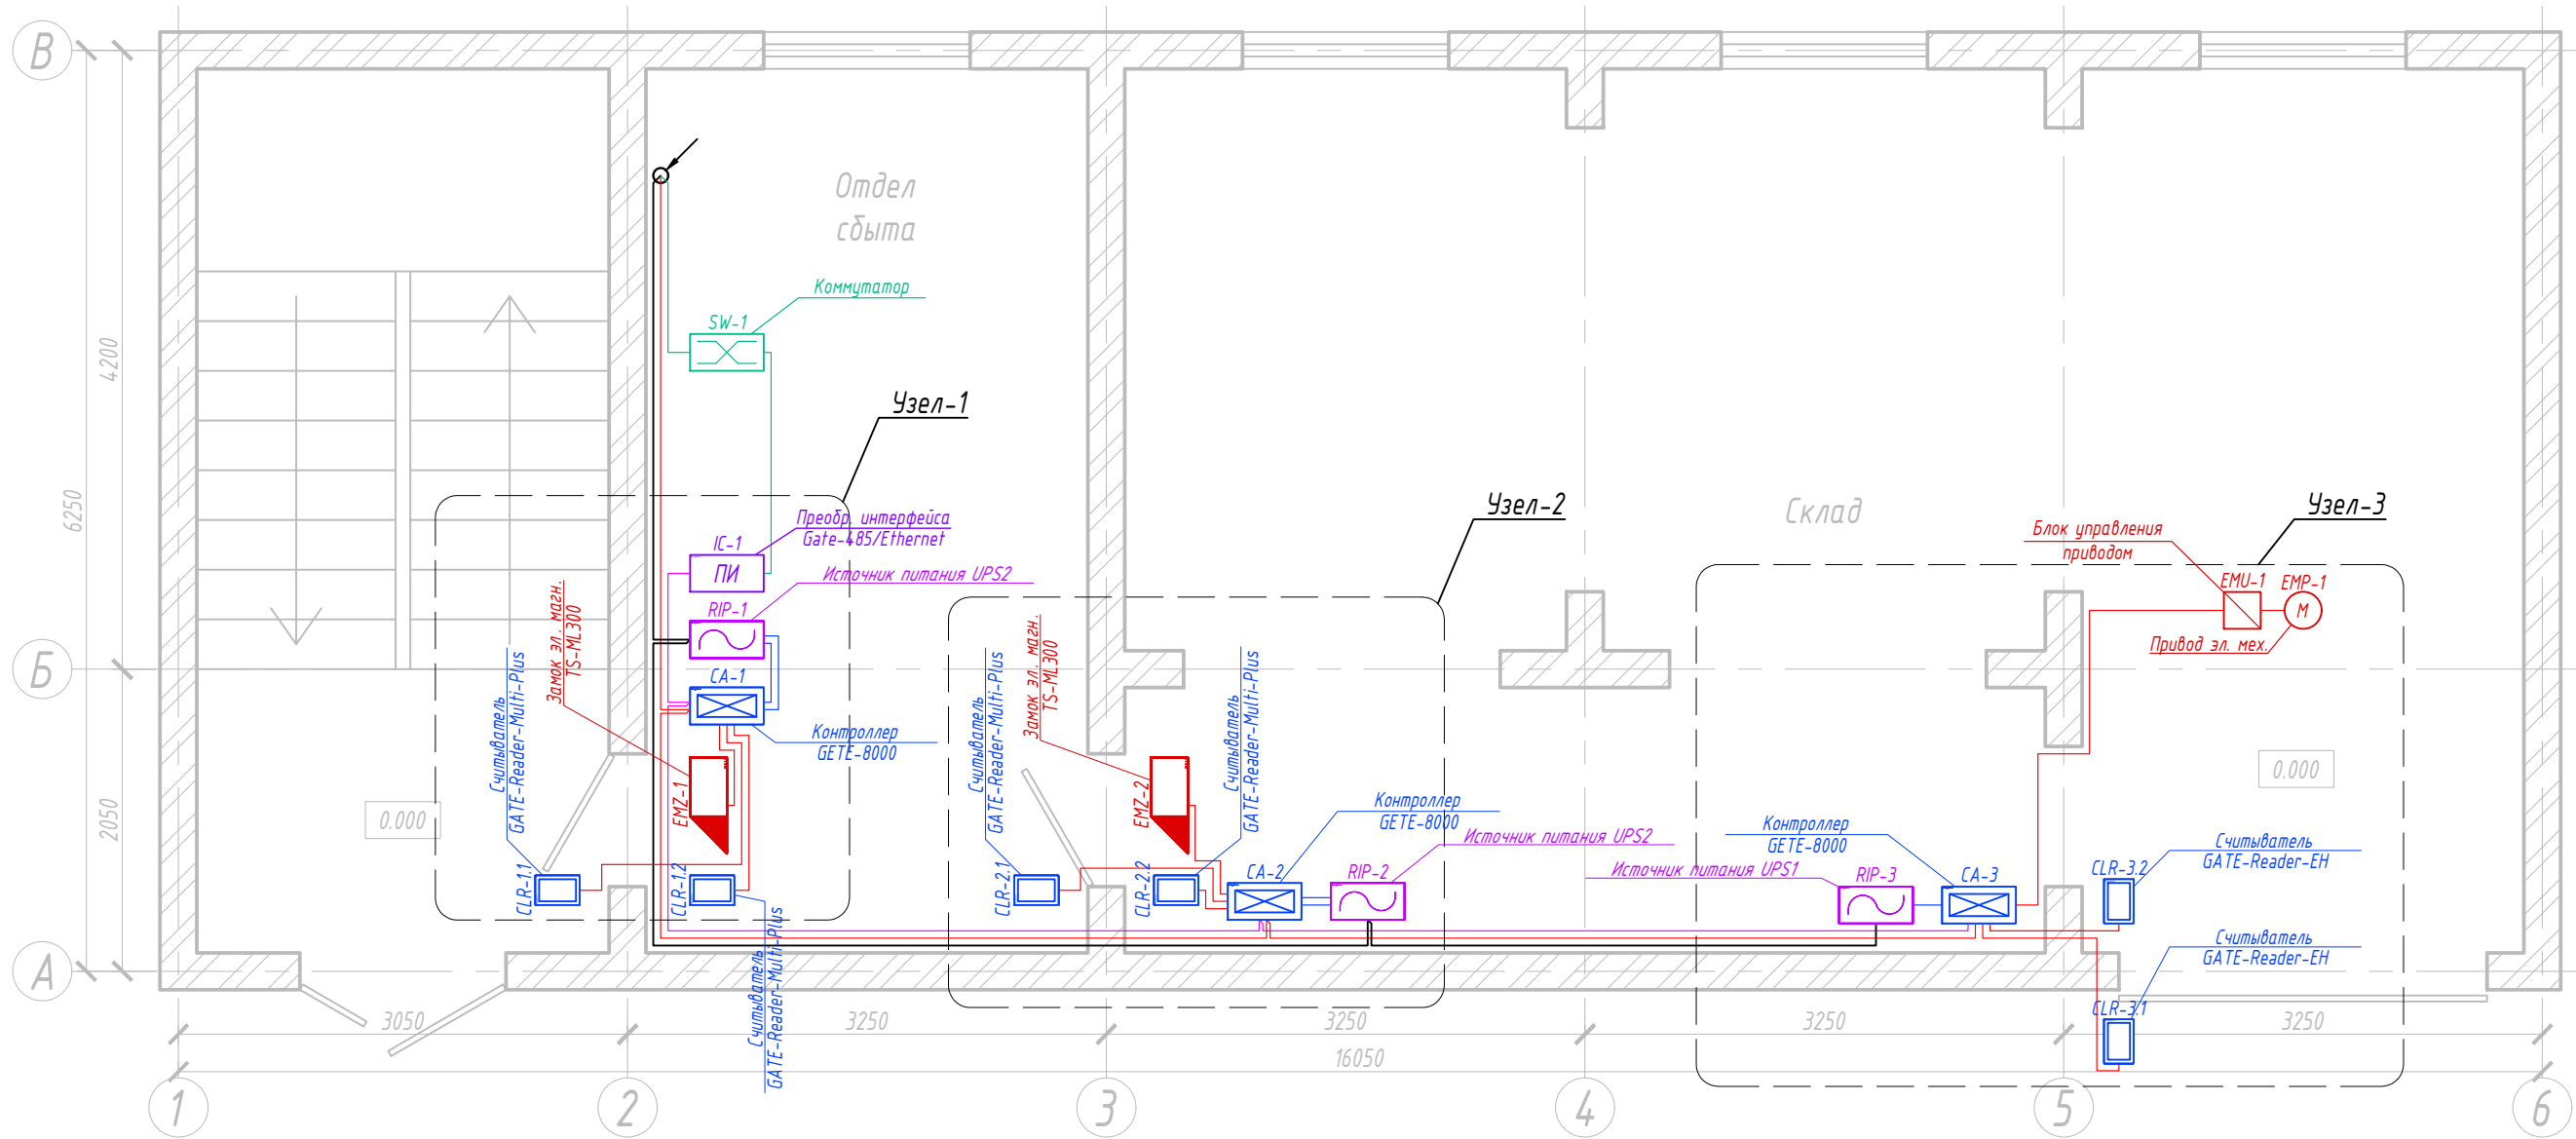 В
Отдел
сбыта
Коммутатор
SW-1
4200
6250
Узел-1
Узел-2
Склад
Узел-3
Преобр. интерфейса
Gate-485/Ethernet
IC-1
ПИ
Источник питания UPS2
RIP-1
Блок управления
приводом
EMU-1
EMP-1
М
Привод эл. мех.
Замок эл. магн.
TS-ML300
Замок эл. магн.
TS-ML300
Б
CA-1
Считыватель
GATE-Reader-Multi-Plus
Считыватель
GATE-Reader-Multi-Plus
Считыватель
GATE-Reader-Multi-Plus
Контроллер
GETE-8000
0.000
2050
0.000
EMZ-1
EMZ-2
Контроллер
GETE-8000
Источник питания UPS2
Контроллер
GETE-8000
Источник питания UPS1
Считыватель
GATE-Reader-EH
CLR-1.1
CLR-1.2
CLR-2.1
CLR-2.2
CA-2
RIP-2
RIP-3
CA-3
CLR-3.2
Считыватель
GATE-Reader-EH
А
Считыватель
GATE-Reader-Multi-Plus
CLR-3.1
3050
3250
3250
3250
3250
16050
1
2
3
4
5
6